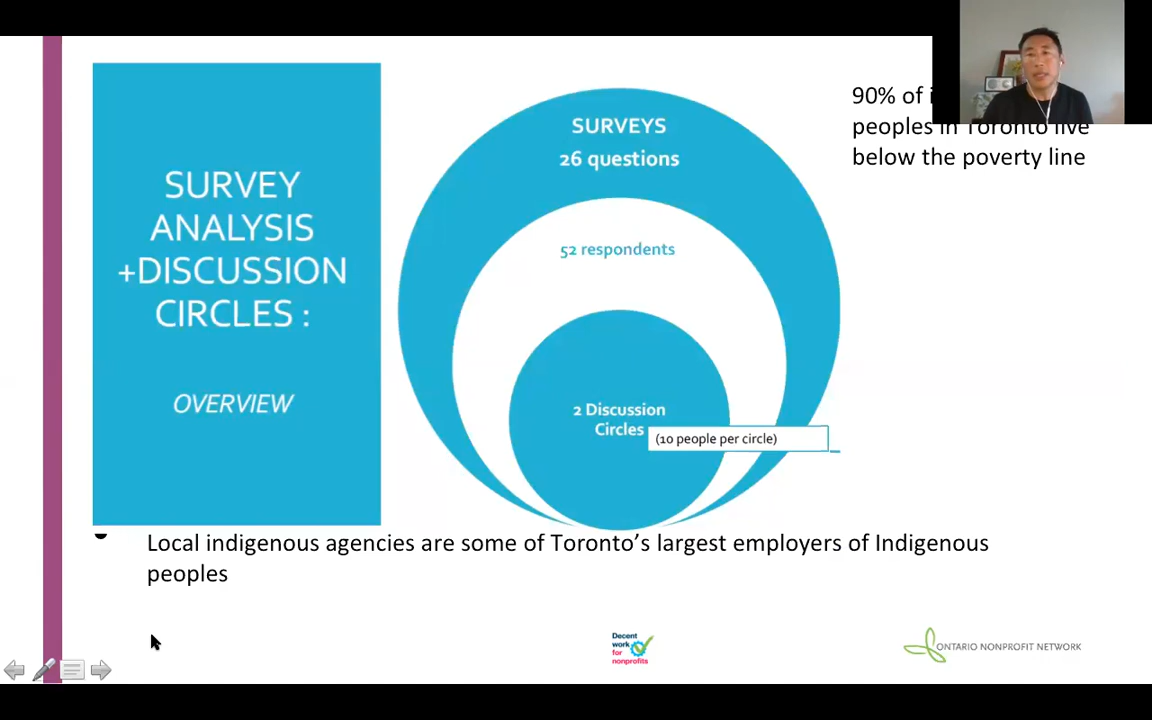 SURVEY
ANALYSIS
+DISCUSSION
CIRCLES :
OVERVIEW
SURVEYS
26 questions
52 respondents
2 Discussion
Circles
(10 people per circle)
90% of
peoples in Toronto live
below the poverty line
Local indigenous agencies are some of Toronto's largest employers of Indigenous
peoples
Decent
work
for
nonprofits
ONTARIO NONPROFIT NETWORK